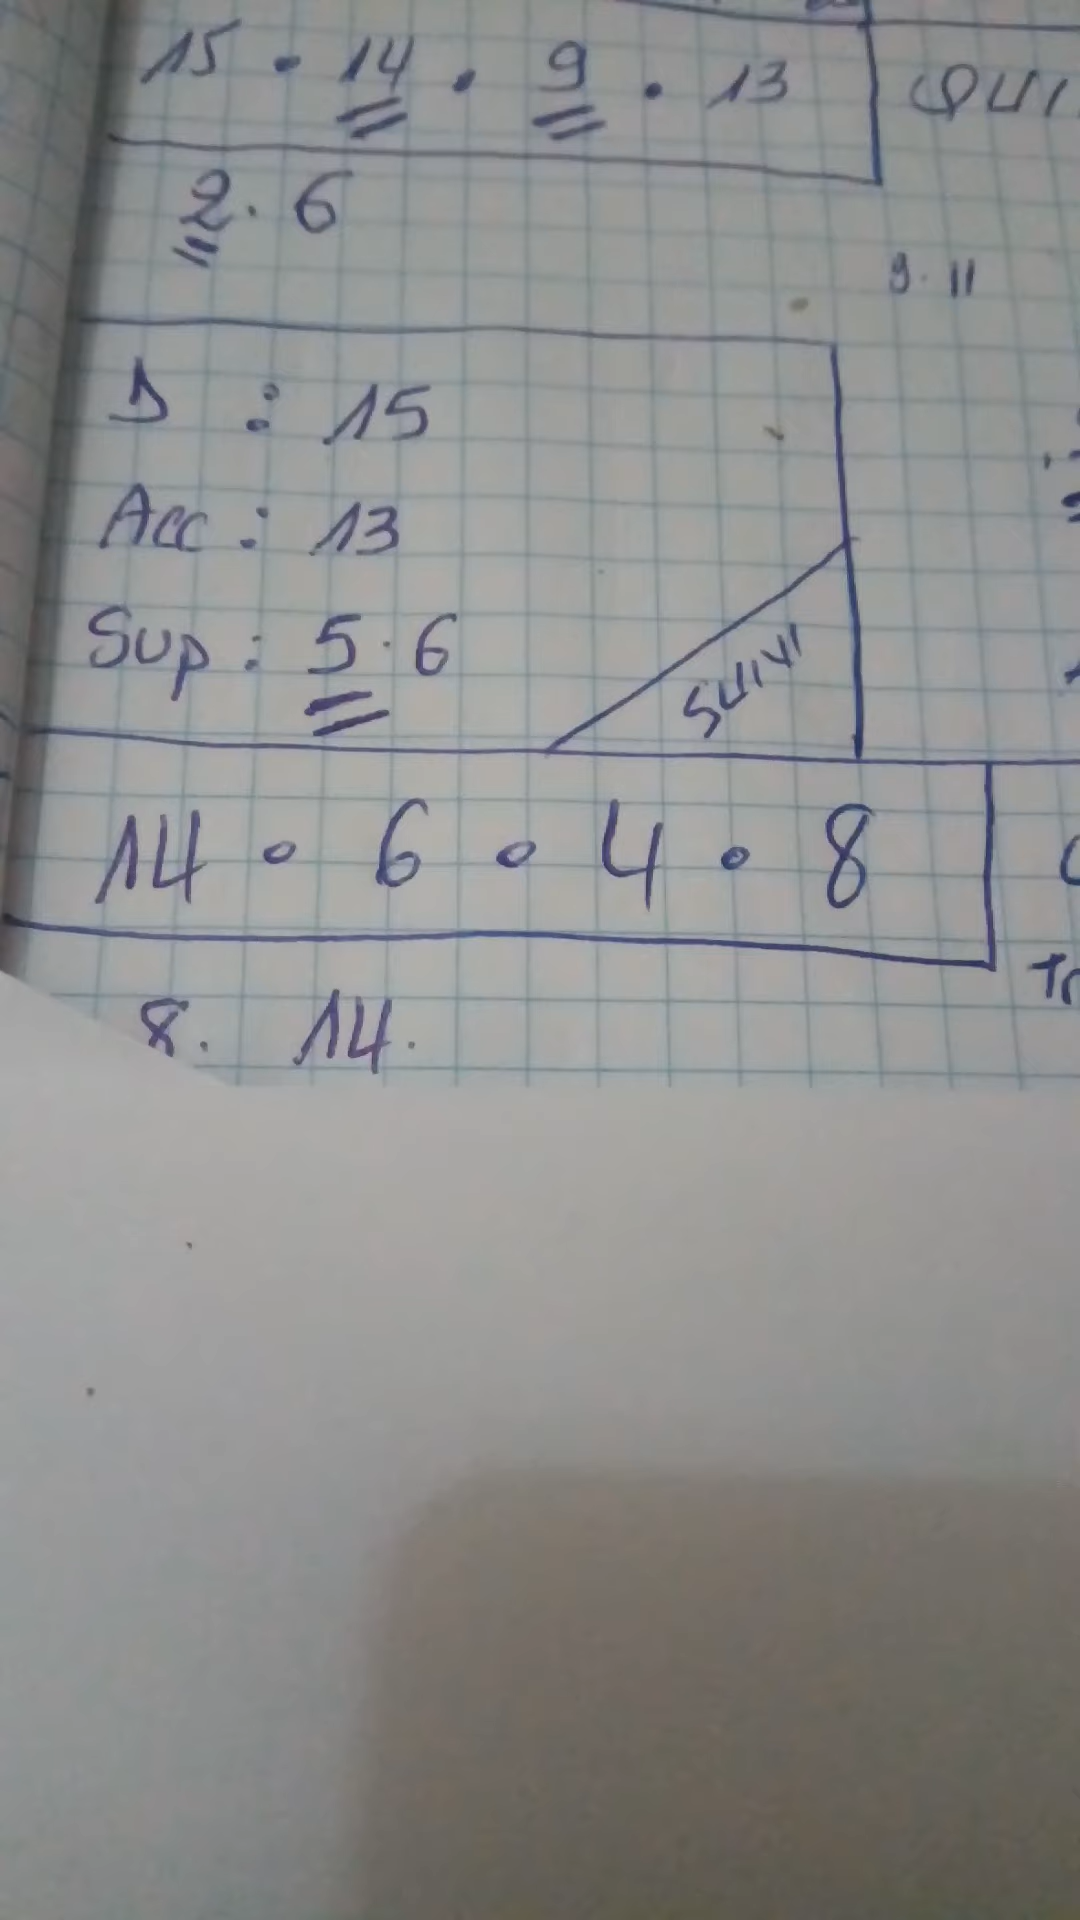 15 . 14 . 9 . 13
QUI
2. 6
9. 11
D : 15
Acc : 13
Sup : 5. 6
SUIVI
14 . 6 . 4 . 8
8. 14.